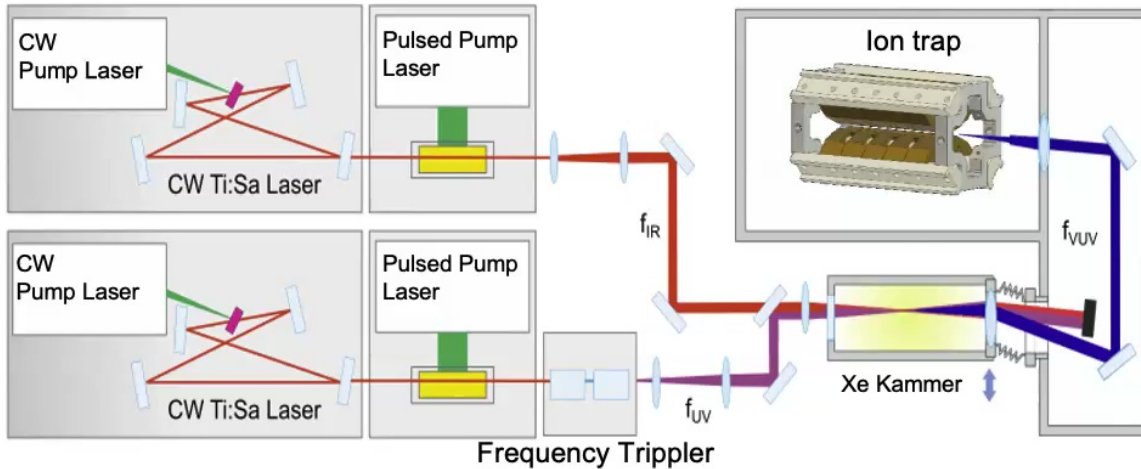 CW
Pump Laser
CW Ti:Sa Laser
Pulsed Pump
Laser
Ion trap
f_IR
f_VUV
CW
Pump Laser
CW Ti:Sa Laser
Pulsed Pump
Laser
f_UV
Xe Kammer
Frequency Trippler